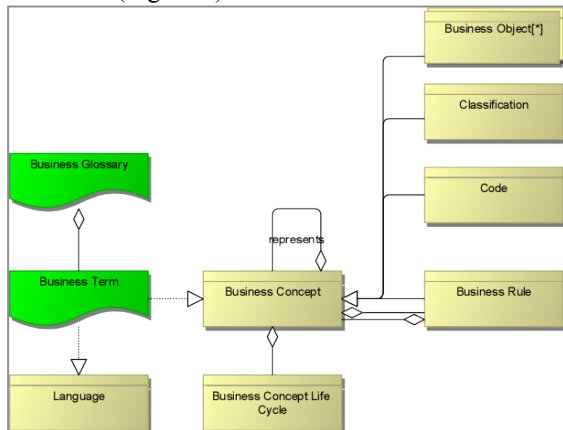 Business Object[*]
Classification
Business Glossary
Code
represents
Business Term
Business Concept
Business Rule
Language
Business Concept Life
Cycle